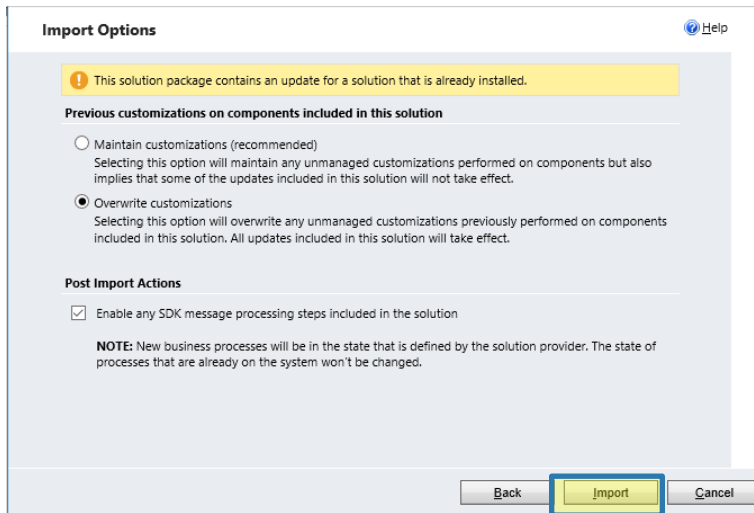 Import Options
Help
This solution package contains an update for a solution that is already installed.
Previous customizations on components included in this solution
Maintain customizations (recommended)
Selecting this option will maintain any unmanaged customizations performed on components but also
implies that some of the updates included in this solution will not take effect.
Overwrite customizations
Selecting this option will overwrite any unmanaged customizations previously performed on components
included in this solution. All updates included in this solution will take effect.
Post Import Actions
Enable any SDK message processing steps included in the solution
NOTE: New business processes will be in the state that is defined by the solution provider. The state of
processes that are already on the system won't be changed.
Back
Import
Cancel